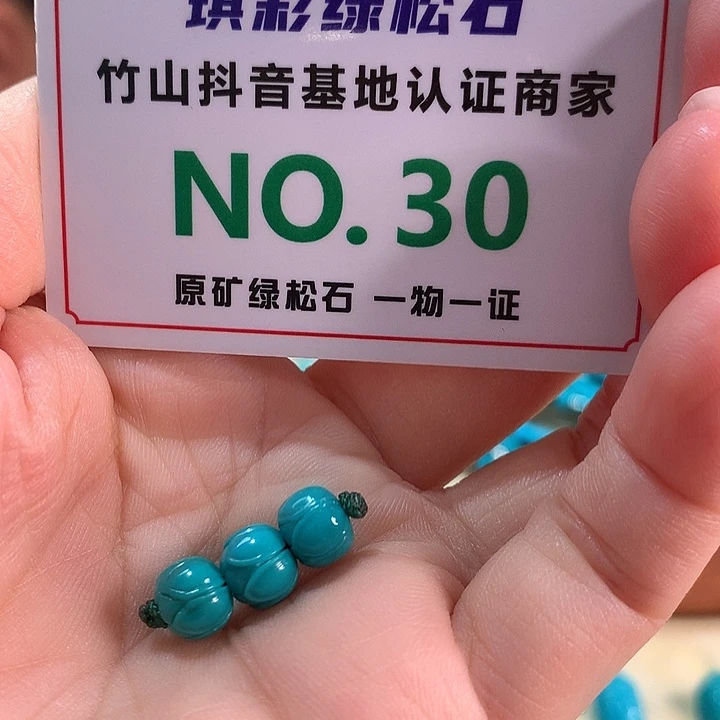 琪彩绿松石
竹山抖音基地认证商家
NO.30
原矿绿松石 一物一证